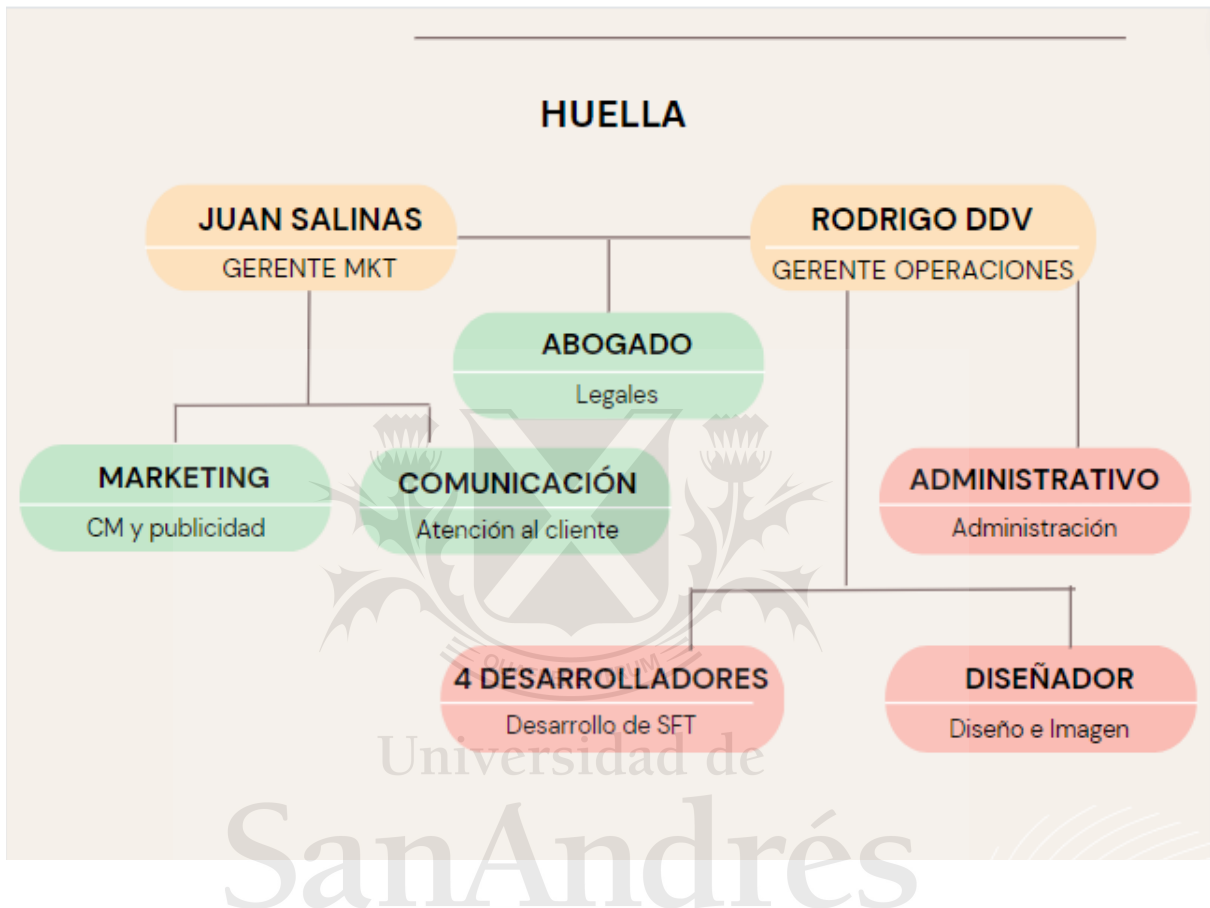 HUELLA
JUAN SALINAS
GERENTE MKT
RODRIGO DDV
GERENTE OPERACIONES
ABOGADO
Legales
MARKETING
CM y publicidad
COMUNICACIÓN
Atención al cliente
ADMINISTRATIVO
Administración
4 DESARROLLADORES
Desarrollo de SFT
DISEÑADOR
Diseño e Imagen
Universidad de
SanAndrés